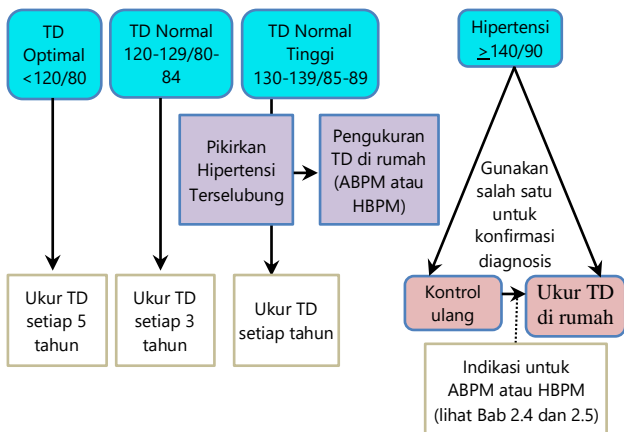 TD
Optimal
<120/80
TD Normal
120-129/80-
84
TD Normal
Tinggi
130-139/85-89
Hipertensi
≥140/90
Pikirkan
Hipertensi
Terselubung
Pengukuran
TD di rumah
(ABPM atau
HBPM)
Gunakan
salah satu
untuk
konfirmasi
diagnosis
Ukur TD
setiap 5
tahun
Ukur TD
setiap 3
tahun
Ukur TD
setiap tahun
Kontrol
ulang
Ukur TD
di rumah
Indikasi untuk
ABPM atau HBPM
(lihat Bab 2.4 dan 2.5)